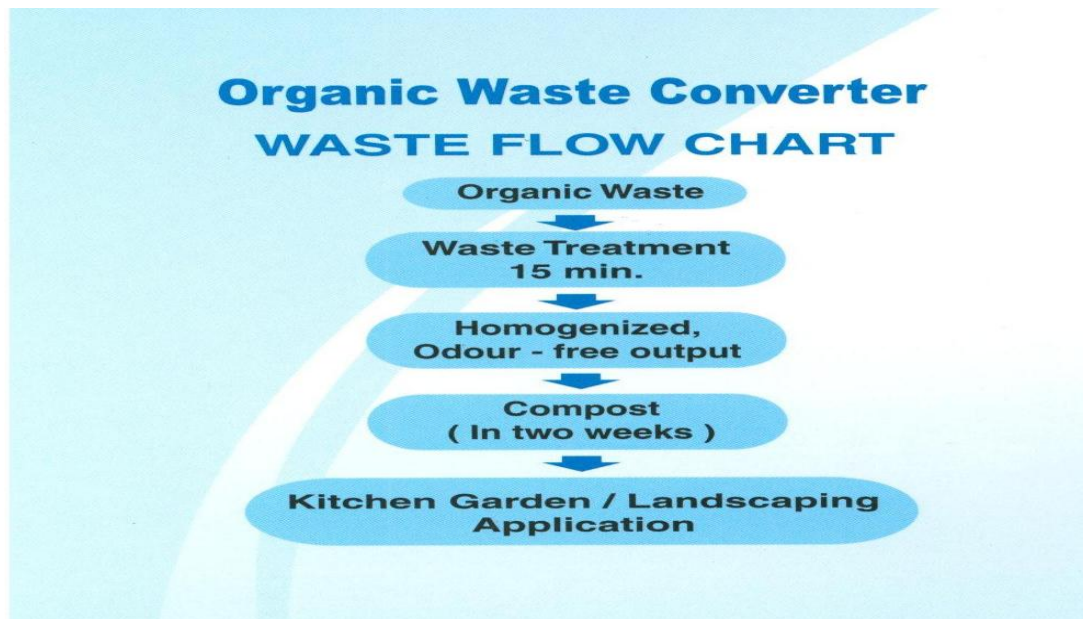 Organic Waste Converter
WASTE FLOW CHART
Organic Waste
Waste Treatment
15 min.
Homogenized,
Odour - free output
Compost
( In two weeks )
Kitchen Garden / Landscaping
Application